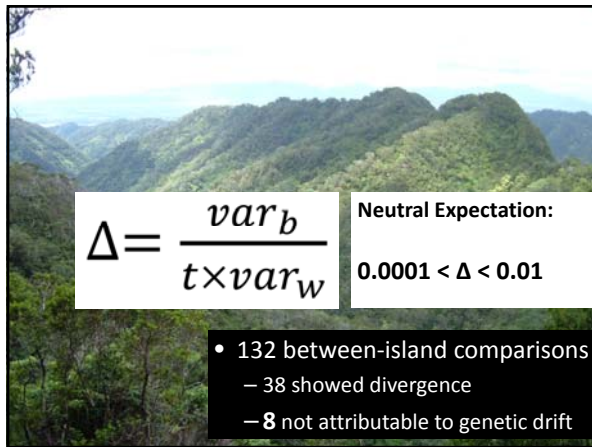 Δ= var_b / t×var_w
Neutral Expectation:
0.0001 < Δ < 0.01
• 132 between-island comparisons
– 38 showed divergence
– 8 not attributable to genetic drift